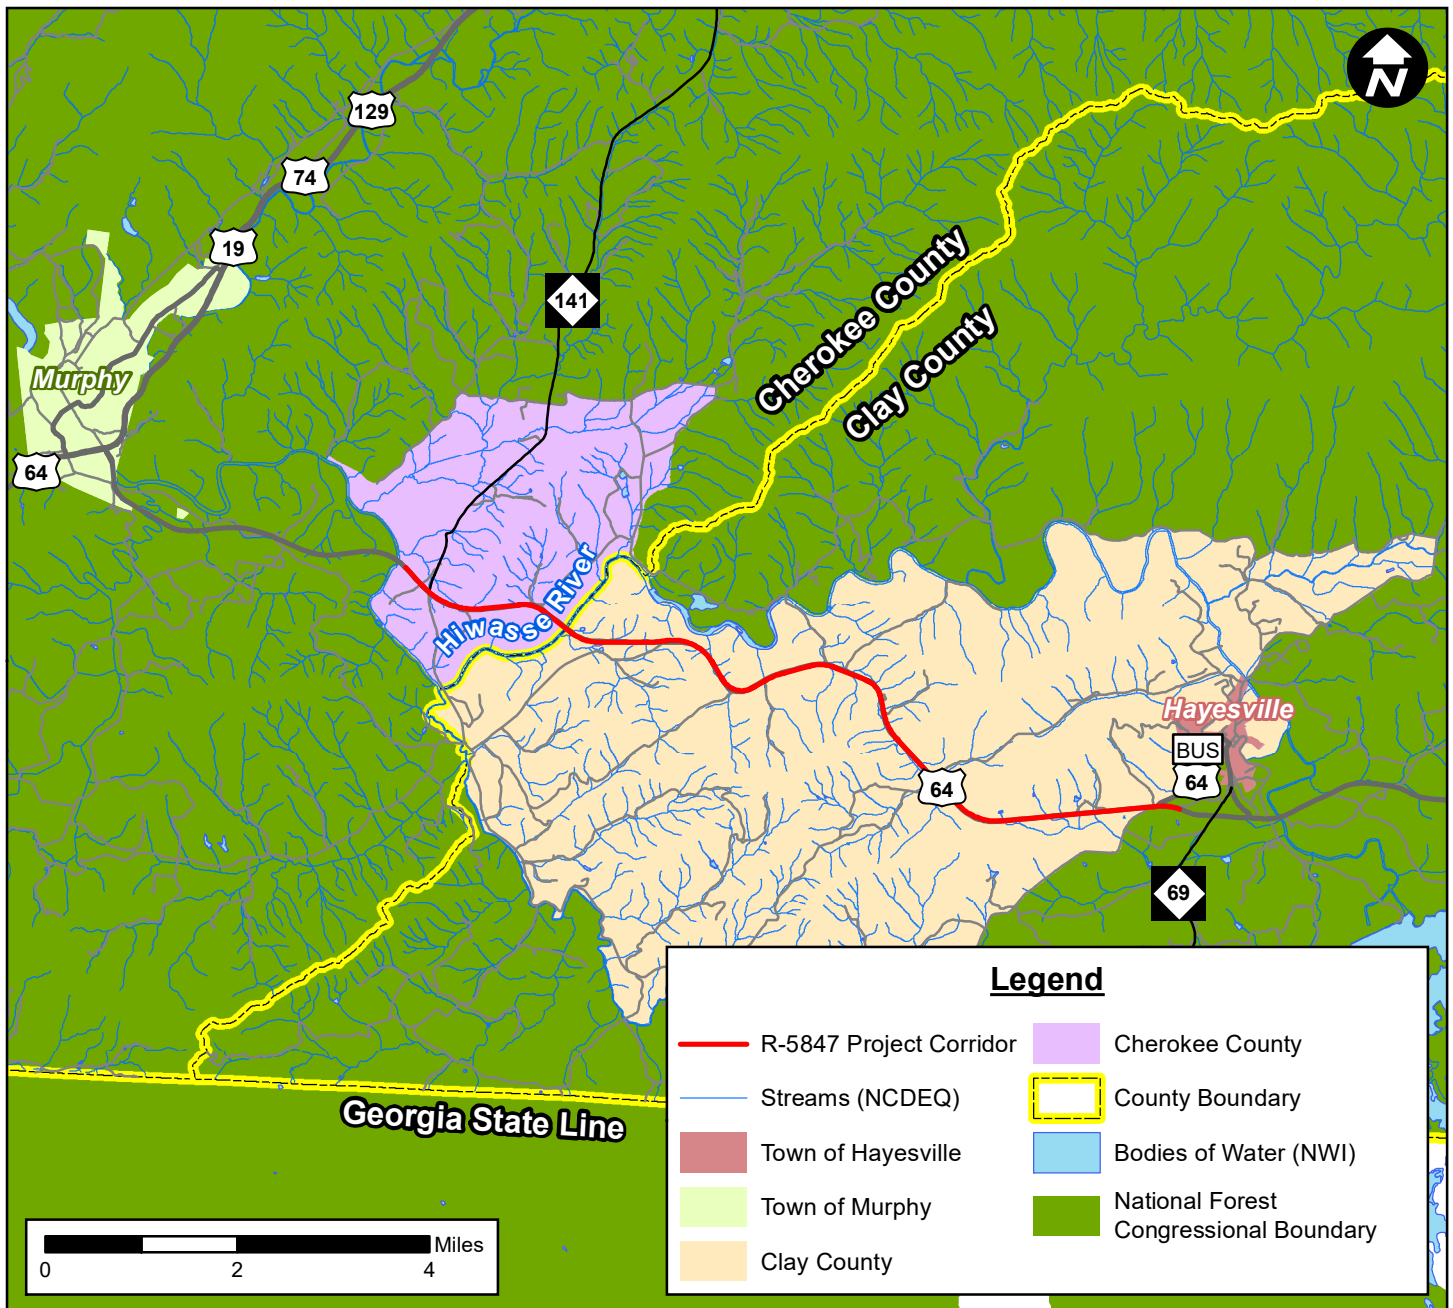 N
129
74
19
141
Cherokee County
Clay County
Murphy
64
Hiwassee River
Hayesville
BUS
64
64
69
Georgia State Line
Legend
R-5847 Project Corridor
Streams (NCDEQ)
Town of Hayesville
Town of Murphy
Clay County
Cherokee County
County Boundary
Bodies of Water (NWI)
National Forest
Congressional Boundary
Miles
0 2 4